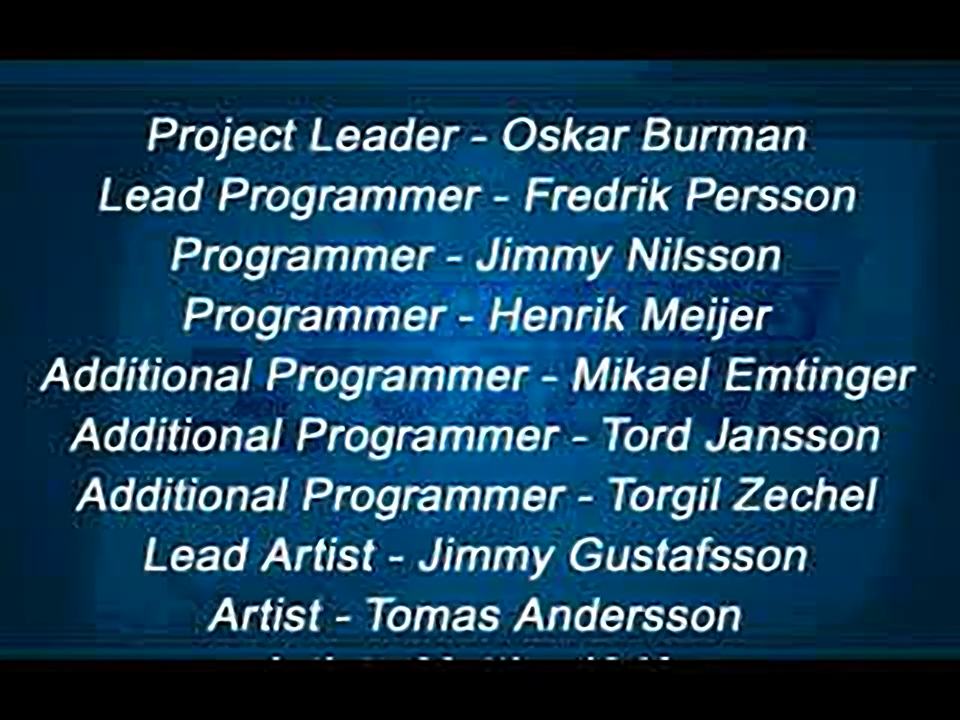 Project Leader - Oskar Burman
Lead Programmer - Fredrik Persson
Programmer - Jimmy Nilsson
Programmer - Henrik Meijer
Additional Programmer - Mikael Emtinger
Additional Programmer - Tord Jansson
Additional Programmer - Torgil Zechel
Lead Artist - Jimmy Gustafsson
Artist - Tomas Andersson